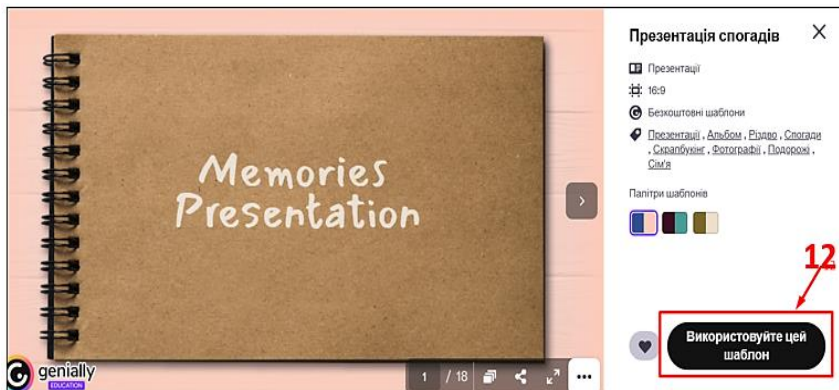 Memories
Presentation
genially
EDUCATION
1 / 18
Презентація спогадів
Презентації
16:9
Безкоштовні шаблони
Презентації , Альбом , Різдво , Спогади
, Скрапбукінг , Фотографії , Подорожі ,
Сім'я
Палітри шаблонів
12
Використовуйте цей
шаблон